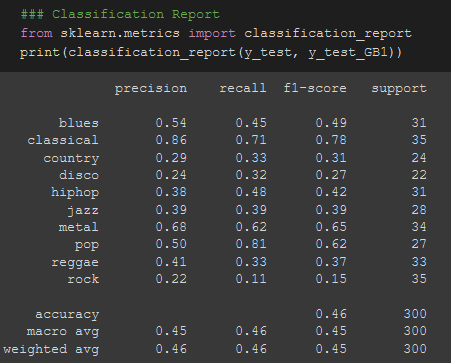 ### Classification Report
from sklearn.metrics import classification_report
print(classification_report(y_test, y_test_GB1))
precision recall f1-score support
blues 0.54 0.45 0.49 31
classical 0.86 0.71 0.78 35
country 0.29 0.33 0.31 24
disco 0.24 0.32 0.27 22
hiphop 0.38 0.48 0.42 31
jazz 0.39 0.39 0.39 28
metal 0.68 0.62 0.65 34
pop 0.50 0.81 0.62 27
reggae 0.41 0.33 0.37 33
rock 0.22 0.11 0.15 35
accuracy 0.46 300
macro avg 0.45 0.46 0.45 300
weighted avg 0.46 0.46 0.45 300